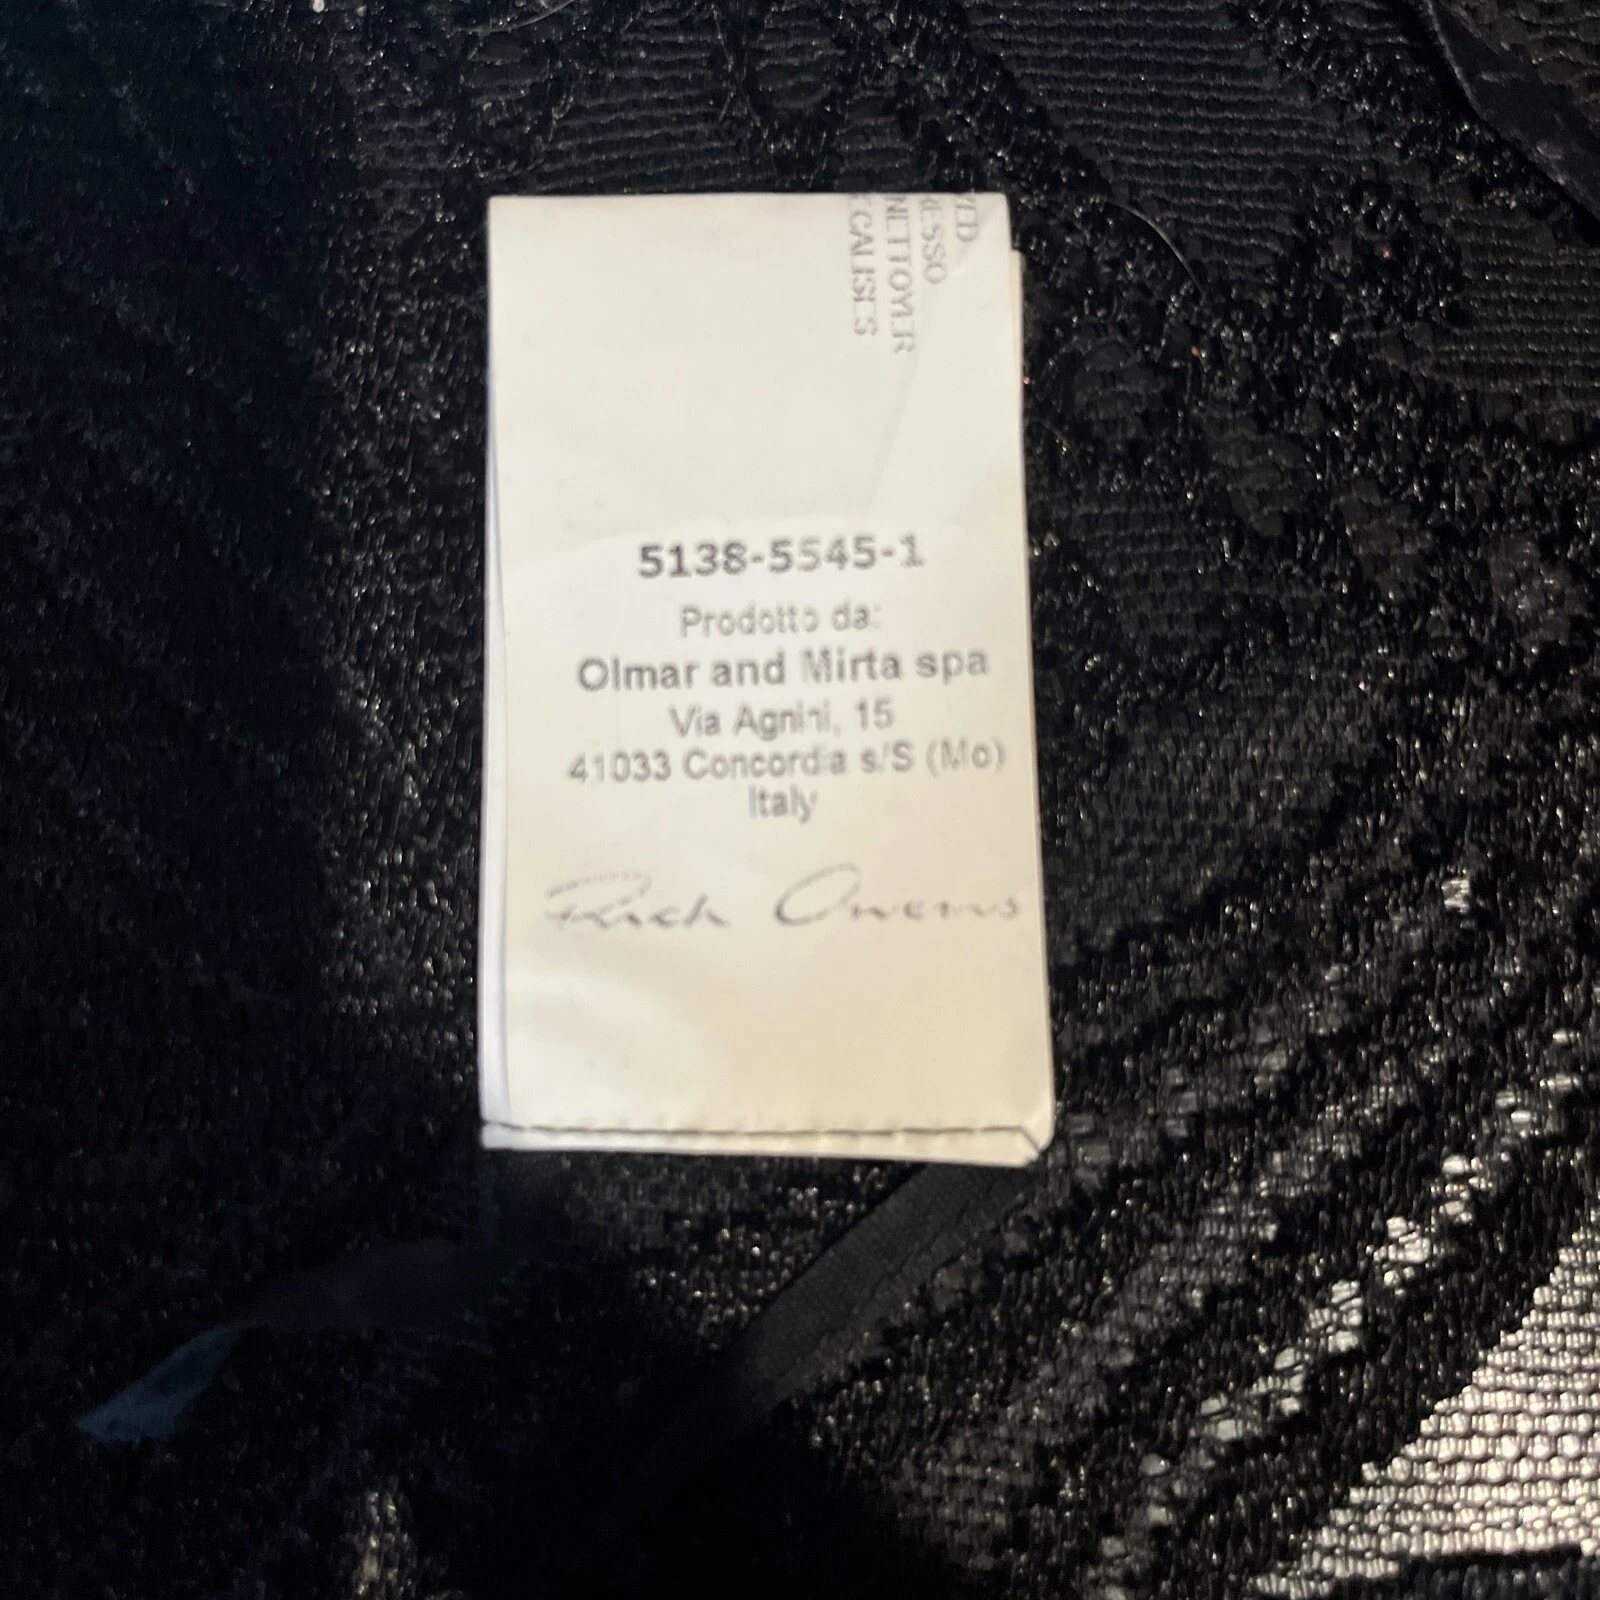 5138-5545-1
Prodotto da:
Olmar and Mirta spa
Via Agnini, 15
41033 Concordia s/S (Mo)
Italy
Rick Owens